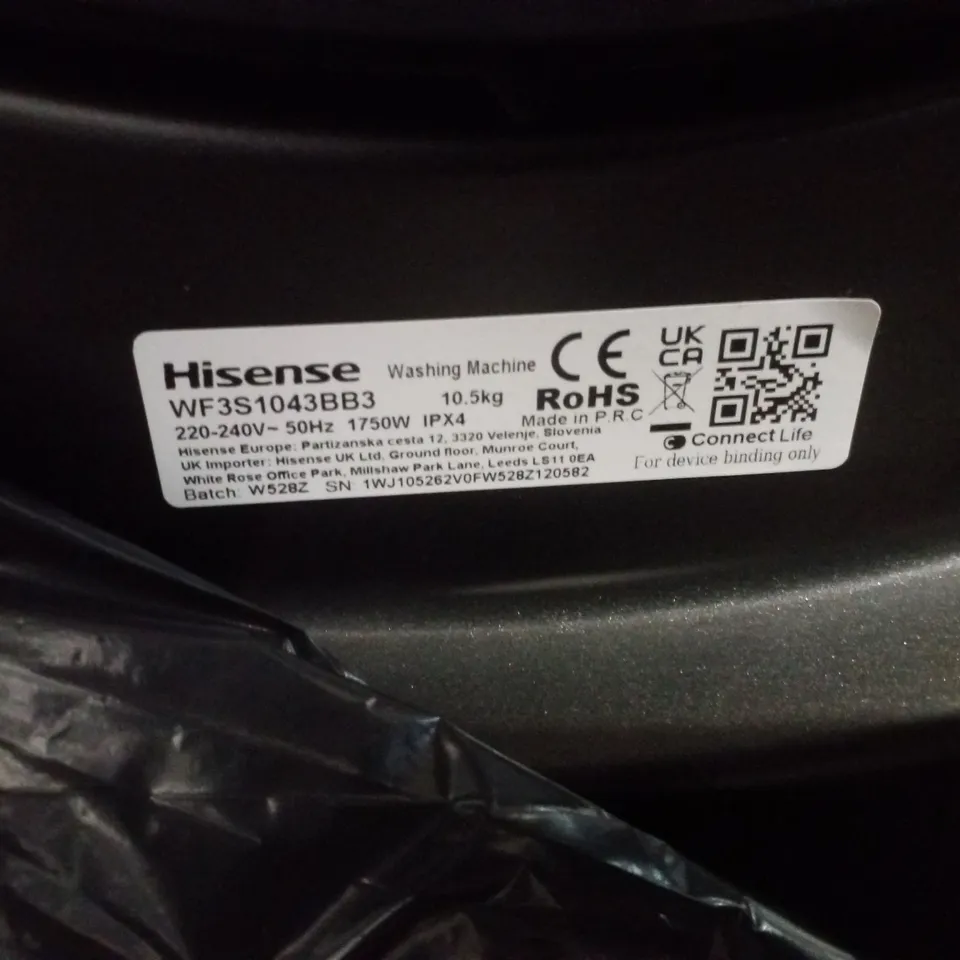 Hisense Washing Machine CE UK CA
WF3S1043BB3 10.5kg RoHS
220-240V~ 50Hz 1750W IPX4 Made in P.R.C
Hisense Europe: Partizanska cesta 12, 3320 Velenje, Slovenia
UK Importer: Hisense UK Ltd, Ground floor, Munroe Court,
White Rose Office Park, Millshaw Park Lane, Leeds LS11 0EA
Batch: W528Z SN: 1WJ105262V0FW528Z120582
ConnectLife
For device binding only